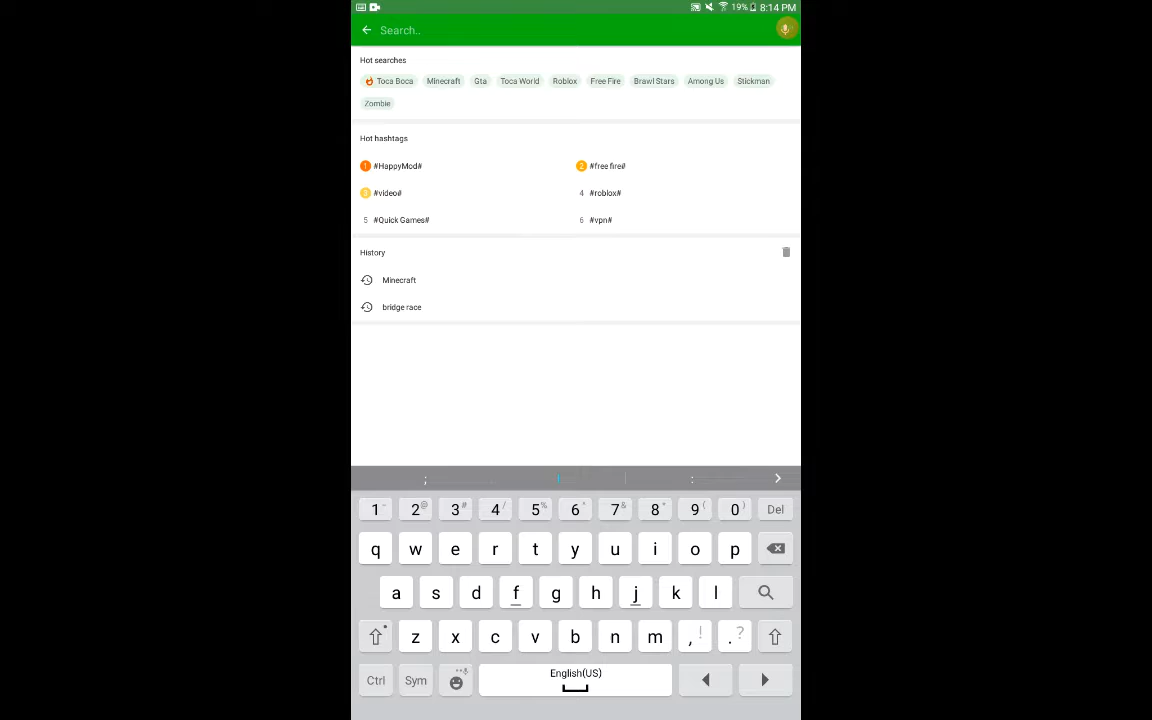 19% 8:14 PM
Search..
Hot searches
Toca Boca Minecraft Gta Toca World Roblox Free Fire Brawl Stars Among Us Stickman
Zombie
Hot hashtags
1 #HappyMod# 2 #free fire#
3 #video# 4 #roblox#
5 #Quick Games# 6 #vpn#
History
Minecraft
bridge race
; :
1 2 @ 3 # 4 / 5 % 6 7 & 8 * 9 ( 0 ) Del
q w e r t y u i o p
a s d f g h j k l
z x c v b n m , ! . ?
Ctrl Sym English(US)